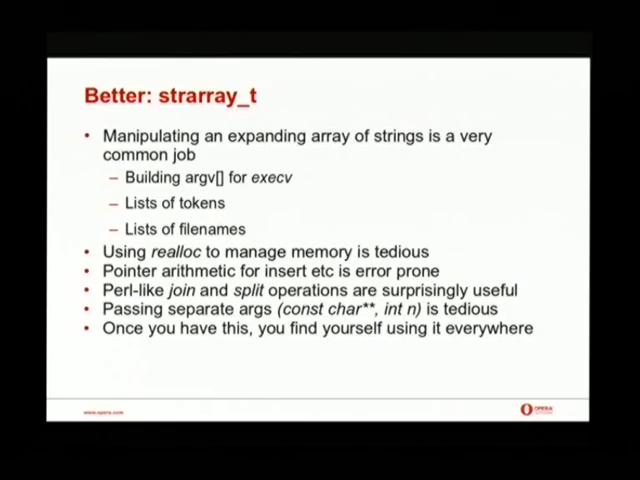 Better: strarray_t
• Manipulating an expanding array of strings is a very
common job
– Building argv[] for execv
– Lists of tokens
– Lists of filenames
• Using realloc to manage memory is tedious
• Pointer arithmetic for insert etc is error prone
• Perl-like join and split operations are surprisingly useful
• Passing separate args (const char**, int n) is tedious
• Once you have this, you find yourself using it everywhere
www.opera.com
OPERA